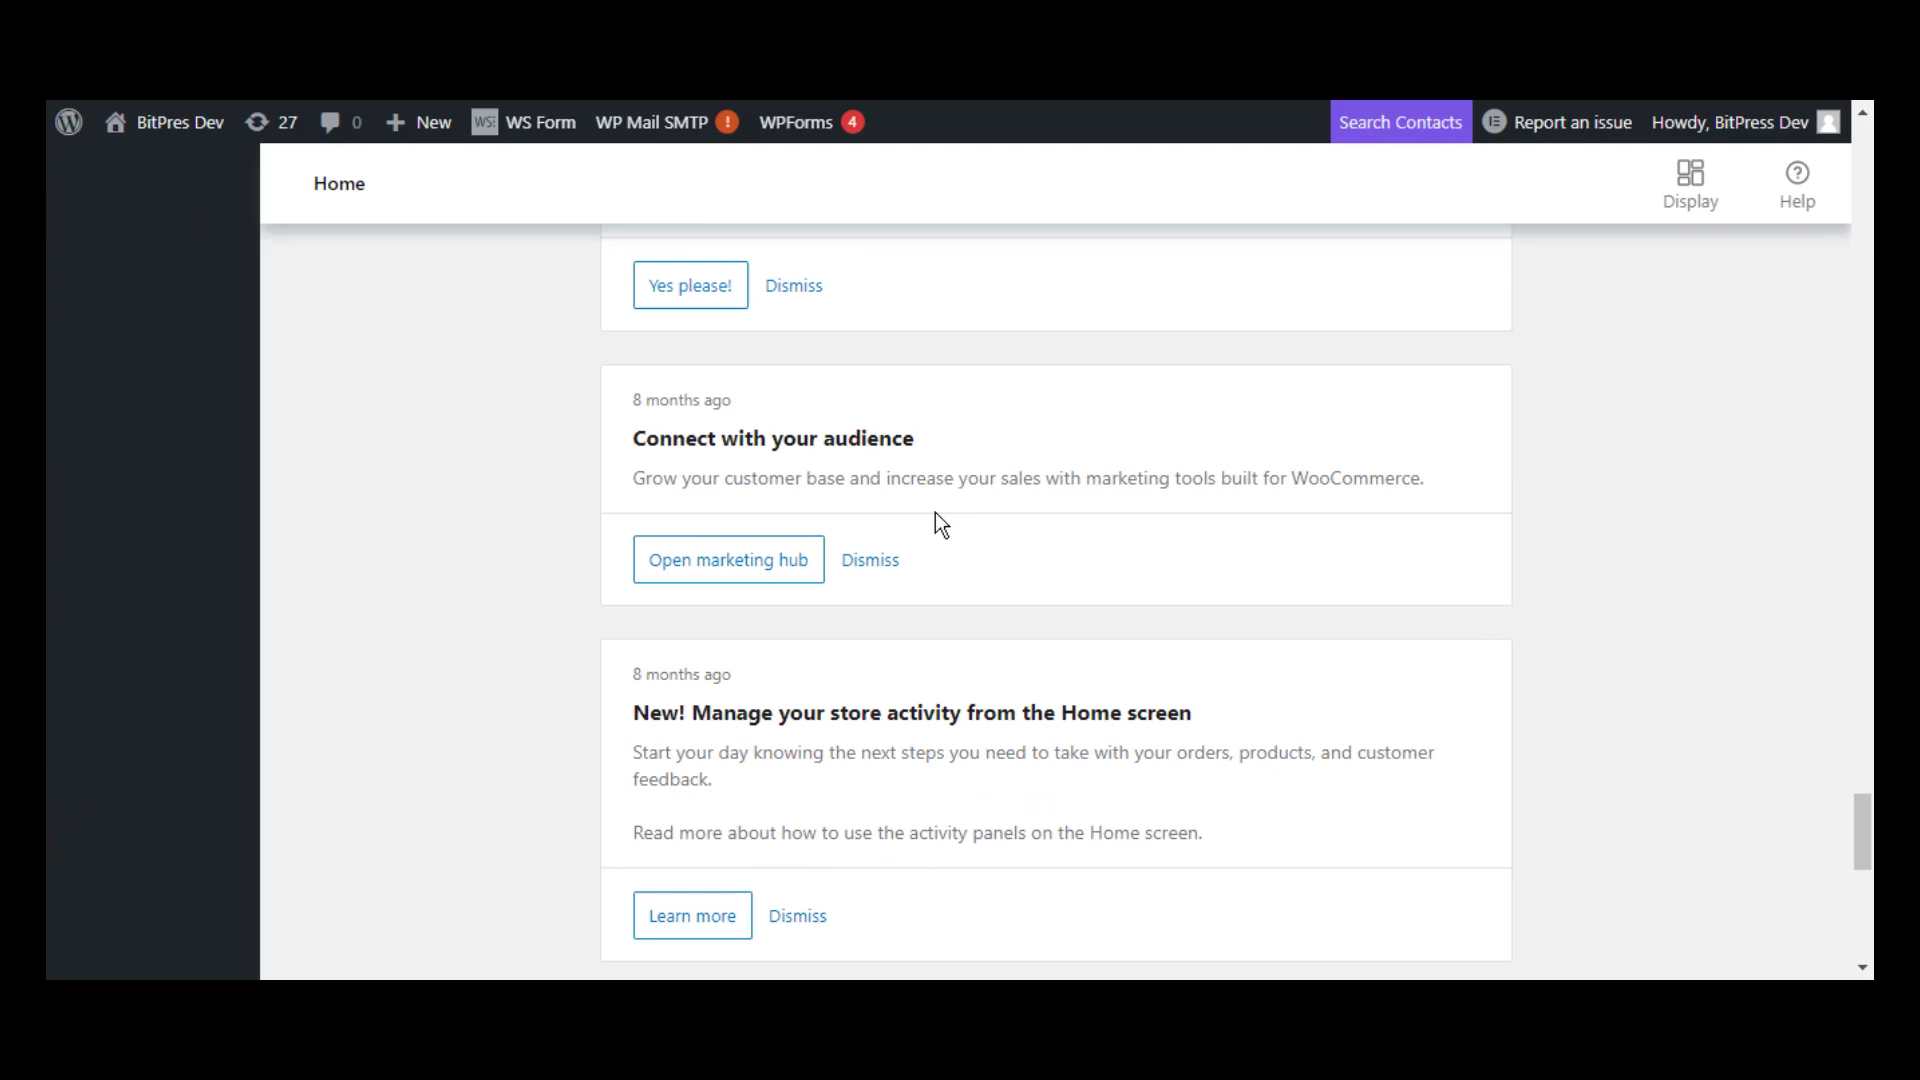 BitPres Dev 27 0 New WS Form WP Mail SMTP ! WPForms 4 Search Contacts Report an issue Howdy, BitPress Dev
Home
Display
Help
Yes please! Dismiss
8 months ago
Connect with your audience
Grow your customer base and increase your sales with marketing tools built for WooCommerce.
Open marketing hub Dismiss
8 months ago
New! Manage your store activity from the Home screen
Start your day knowing the next steps you need to take with your orders, products, and customer
feedback.
Read more about how to use the activity panels on the Home screen.
Learn more Dismiss